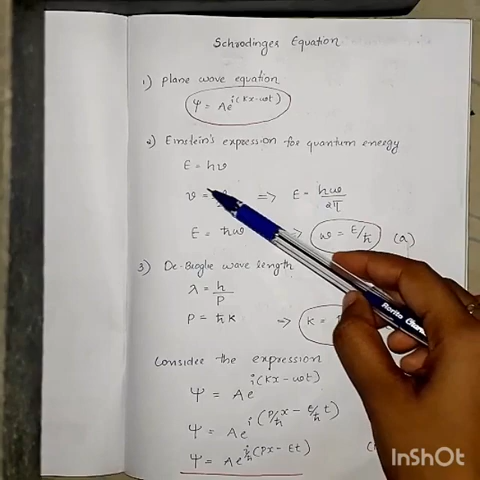 Schrodinger Equation
1) Plane wave equation
Ψ = Ae^i(Kx-ωt)
2) Einstein's expression for quantum energy
E = hν
ν = => E = hω/2π
E = ħω => ω = E/ħ (a)
3) De-Broglie wave length
λ = h/P
P = ħK => K =
Consider the expression
Ψ = Ae^i(Kx-ωt)
Ψ = Ae^i(P/ħ x - E/ħ t)
Ψ = Ae^i/ħ(Px - Et)
Rorito
InShOt